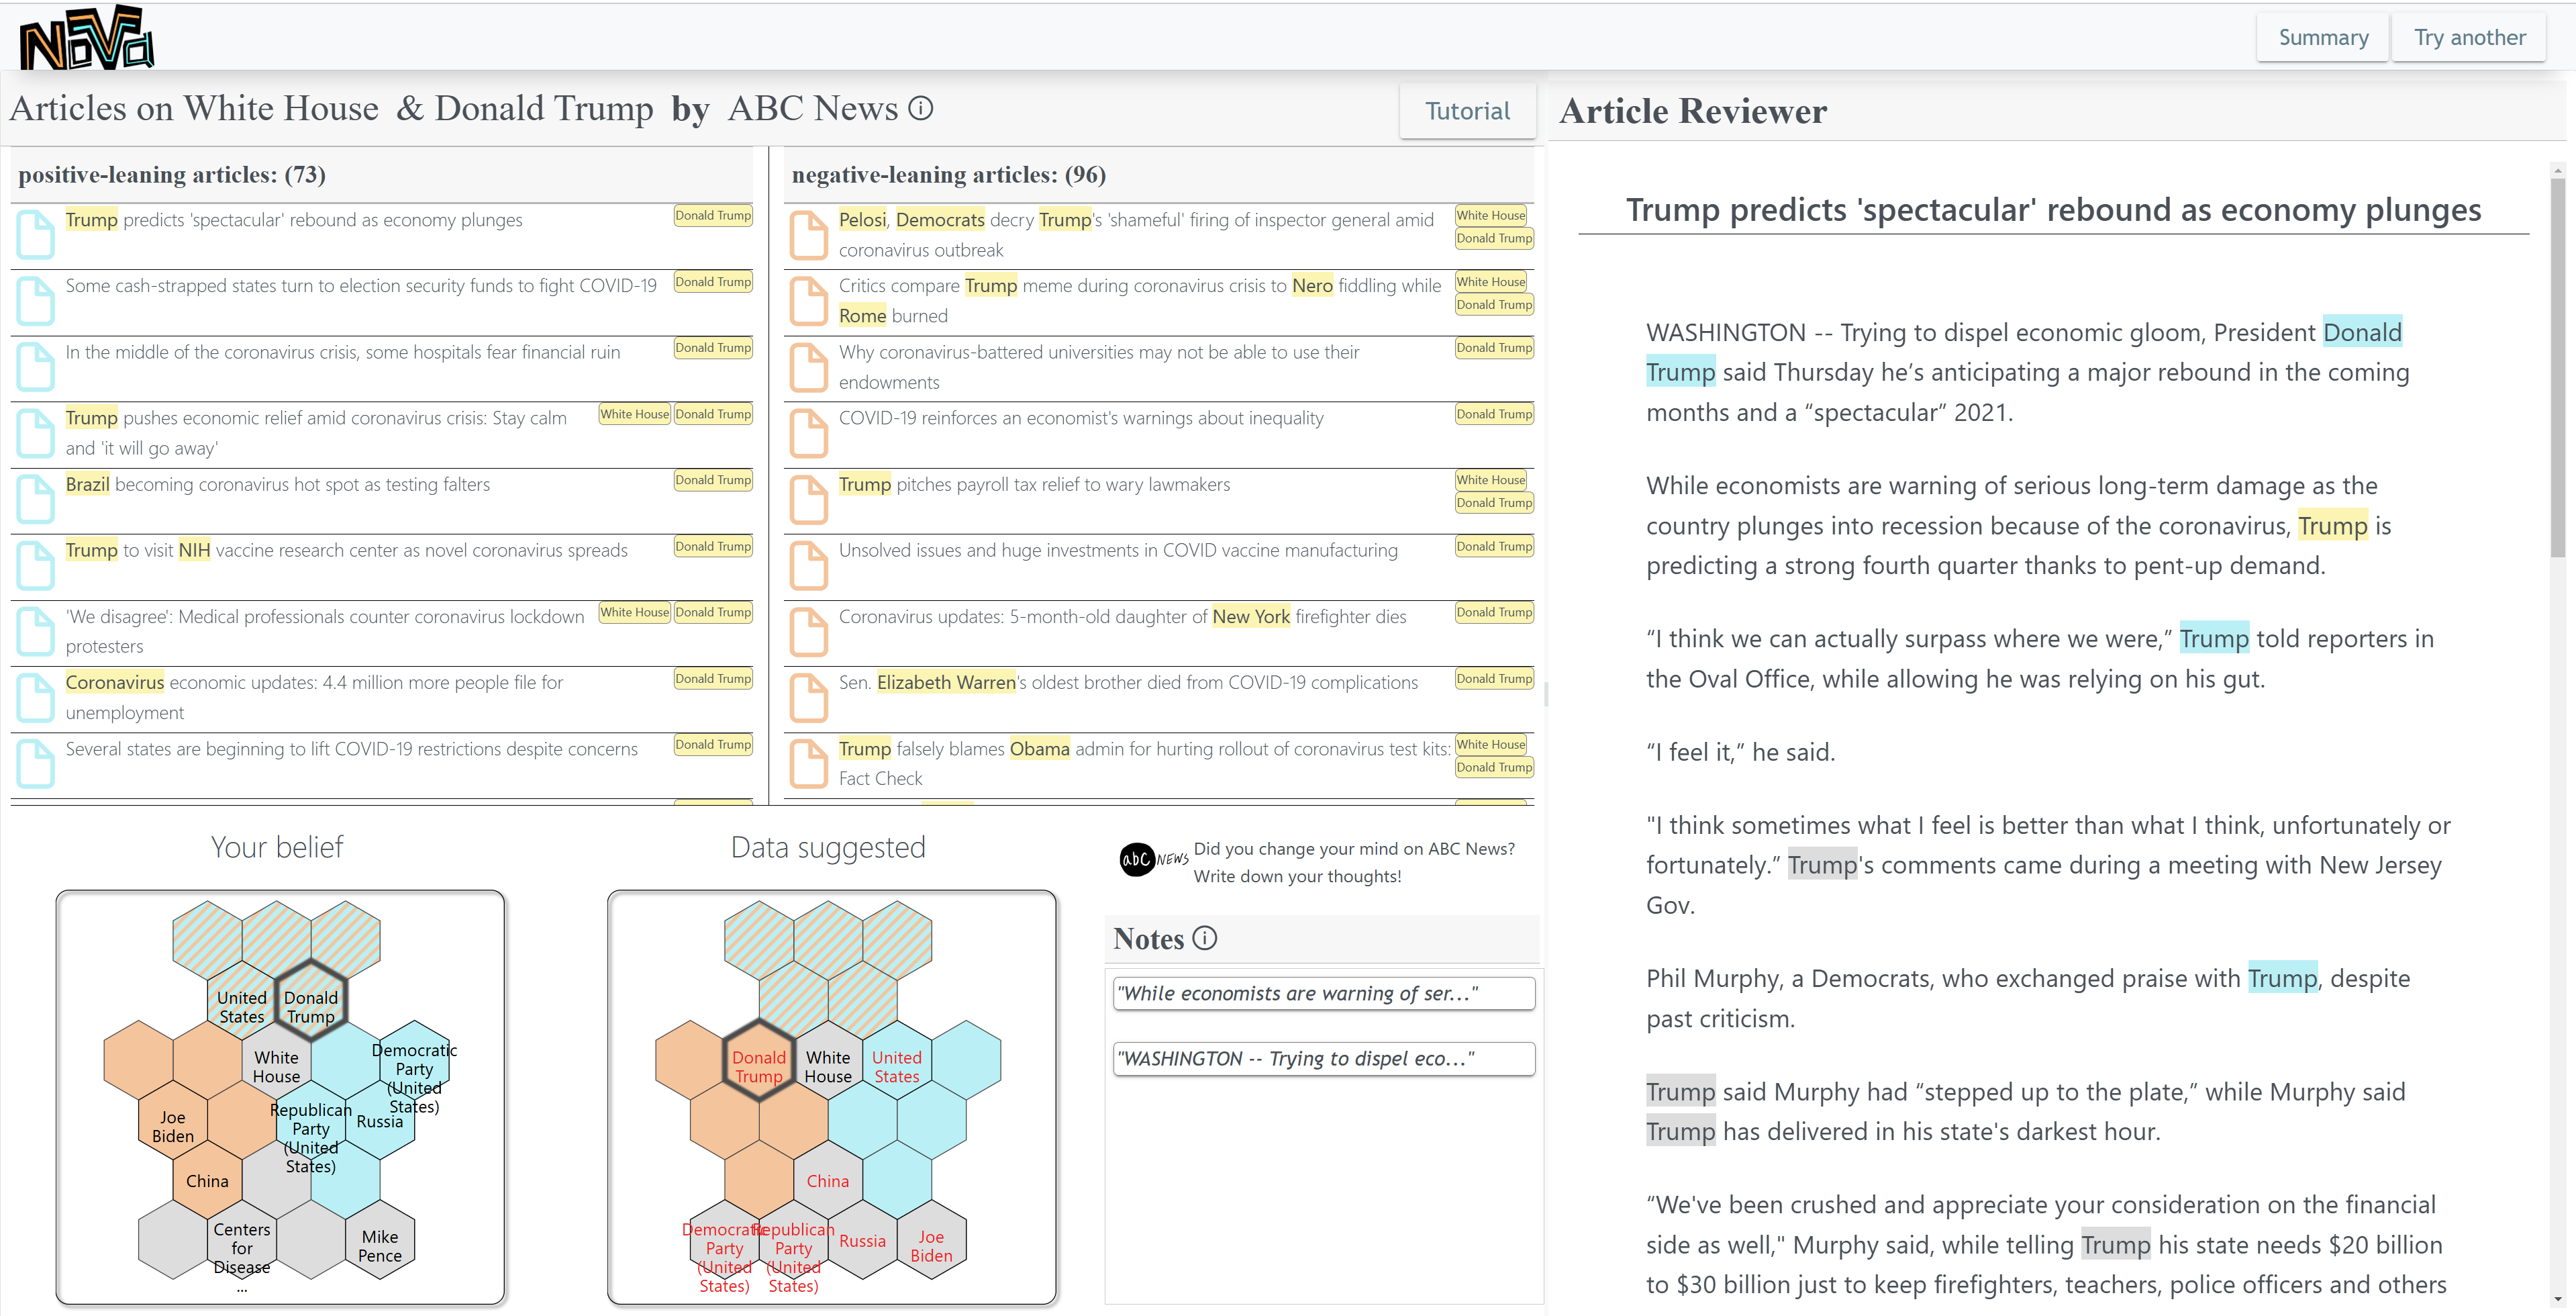 NavVa
Summary
Try another
Articles on White House & Donald Trump by ABC News
Tutorial
Article Reviewer
positive-leaning articles: (73)
Trump predicts 'spectacular' rebound as economy plunges
Donald Trump
Some cash-strapped states turn to election security funds to fight COVID-19
Donald Trump
In the middle of the coronavirus crisis, some hospitals fear financial ruin
Donald Trump
Trump pushes economic relief amid coronavirus crisis: Stay calm
and 'it will go away'
White House
Donald Trump
Brazil becoming coronavirus hot spot as testing falters
Donald Trump
Trump to visit NIH vaccine research center as novel coronavirus spreads
Donald Trump
'We disagree': Medical professionals counter coronavirus lockdown
protesters
White House
Donald Trump
Coronavirus economic updates: 4.4 million more people file for
unemployment
Donald Trump
Several states are beginning to lift COVID-19 restrictions despite concerns
Donald Trump
negative-leaning articles: (96)
Pelosi, Democrats decry Trump's 'shameful' firing of inspector general amid
coronavirus outbreak
White House
Donald Trump
Critics compare Trump meme during coronavirus crisis to Nero fiddling while
Rome burned
White House
Donald Trump
Why coronavirus-battered universities may not be able to use their
endowments
Donald Trump
COVID-19 reinforces an economist's warnings about inequality
Donald Trump
Trump pitches payroll tax relief to wary lawmakers
White House
Donald Trump
Unsolved issues and huge investments in COVID vaccine manufacturing
Donald Trump
Coronavirus updates: 5-month-old daughter of New York firefighter dies
Donald Trump
Sen. Elizabeth Warren's oldest brother died from COVID-19 complications
Donald Trump
Trump falsely blames Obama admin for hurting rollout of coronavirus test kits:
Fact Check
White House
Donald Trump
Your belief
United
States
Donald
Trump
White
House
Democratic
Party
(United
States)
Joe
Biden
Republican
Party
(United
States)
Russia
China
Centers
for
Disease
...
Mike
Pence
Data suggested
Donald
Trump
White
House
United
States
China
Democratic
Party
(United
States)
Republican
Party
(United
States)
Russia
Joe
Biden
abc NEWS
Did you change your mind on ABC News?
Write down your thoughts!
Notes
"While economists are warning of ser..."
"WASHINGTON -- Trying to dispel eco..."
Trump predicts 'spectacular' rebound as economy plunges
WASHINGTON -- Trying to dispel economic gloom, President Donald
Trump said Thursday he’s anticipating a major rebound in the coming
months and a “spectacular” 2021.
While economists are warning of serious long-term damage as the
country plunges into recession because of the coronavirus, Trump is
predicting a strong fourth quarter thanks to pent-up demand.
“I think we can actually surpass where we were,” Trump told reporters in
the Oval Office, while allowing he was relying on his gut.
“I feel it,” he said.
"I think sometimes what I feel is better than what I think, unfortunately or
fortunately.” Trump's comments came during a meeting with New Jersey
Gov.
Phil Murphy, a Democrats, who exchanged praise with Trump, despite
past criticism.
Trump said Murphy had “stepped up to the plate,” while Murphy said
Trump has delivered in his state's darkest hour.
“We've been crushed and appreciate your consideration on the financial
side as well," Murphy said, while telling Trump his state needs $20 billion
to $30 billion just to keep firefighters, teachers, police officers and others